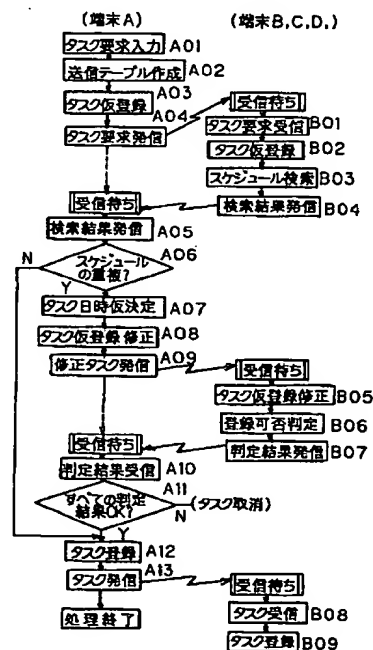 (端末A) (端末B.C.D.)
タスク要求入力 A01
送信テーブル作成 A02
タスク仮登録 A03
タスク要求発信 A04
受信待ち
タスク要求受信 B01
タスク仮登録 B02
スケジュール検索 B03
検索結果発信 B04
受信待ち
検索結果発信 A05
スケジュール
の重複? A06
N
Y
タスク日時仮決定 A07
タスク仮登録修正 A08
修正タスク発信 A09
受信待ち
タスク仮登録修正 B05
登録可否判定 B06
判定結果発信 B07
受信待ち
判定結果受信 A10
すべての判定
結果OK? A11
N (タスク取消)
Y
タスク登録 A12
タスク発信 A13
処理終了
受信待ち
タスク受信 B08
タスク登録 B09